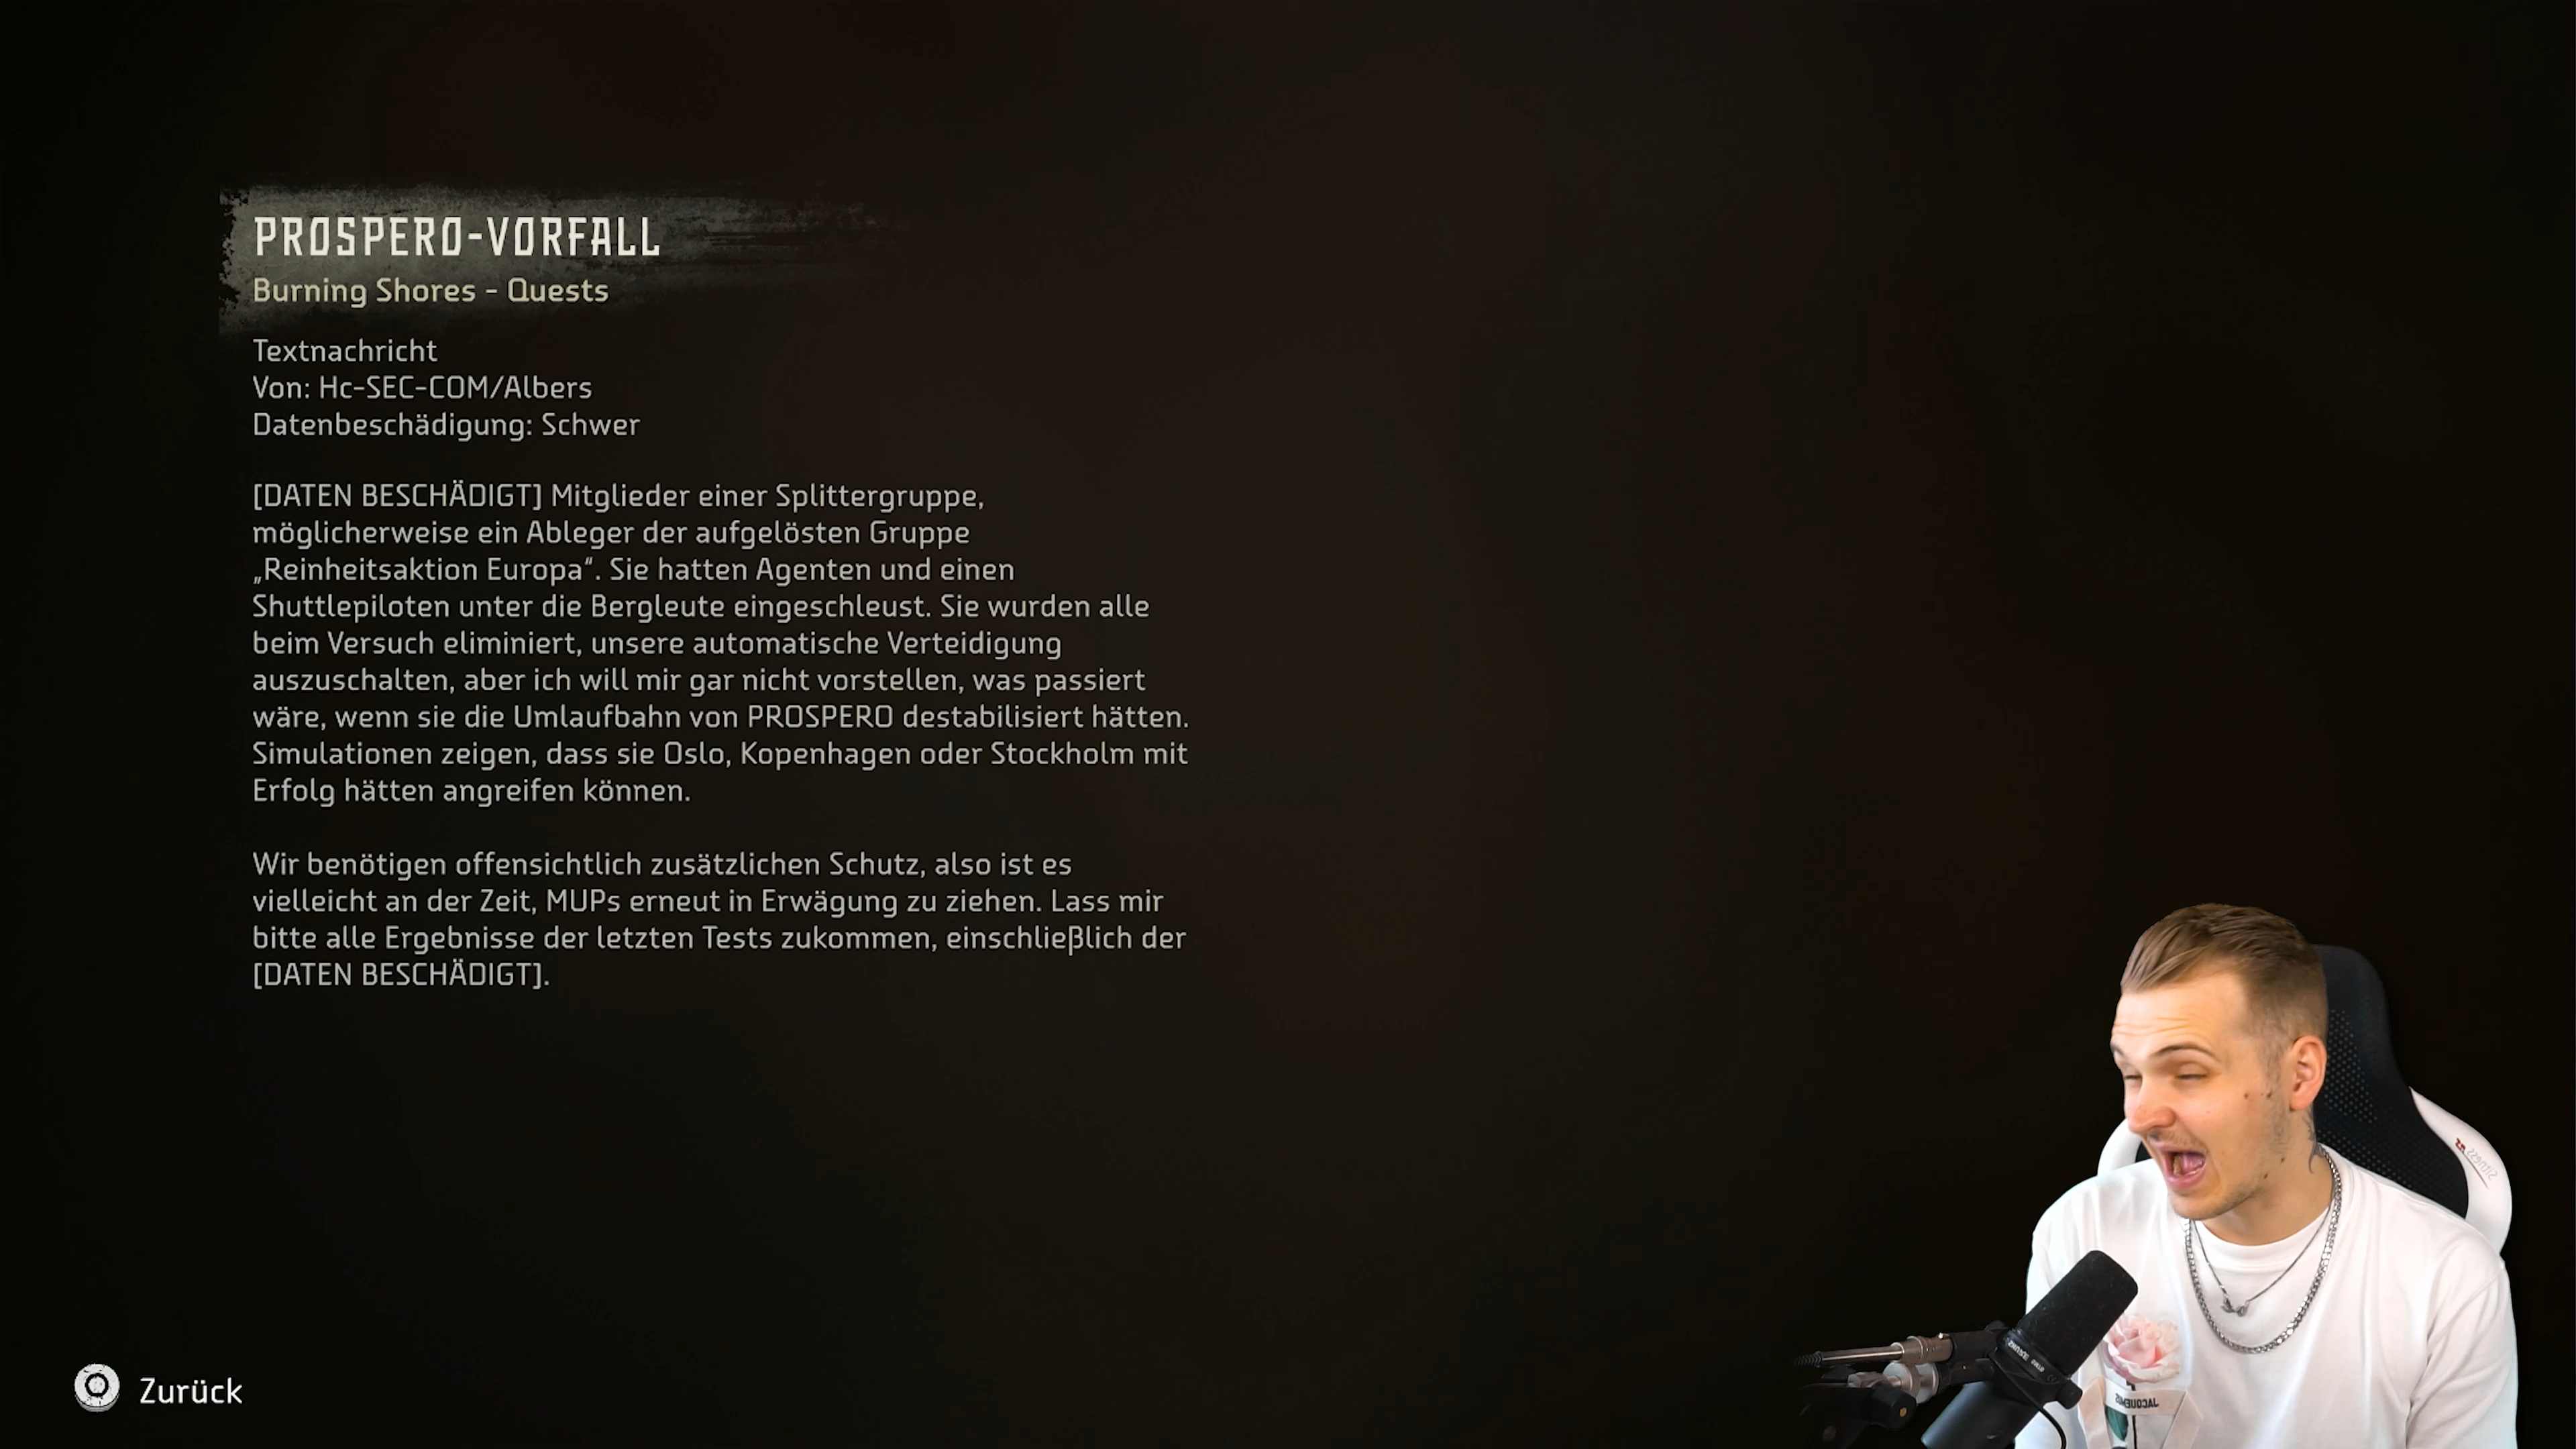 PROSPERO-VORFALL
Burning Shores - Quests
Textnachricht
Von: Hc-SEC-COM/Albers
Datenbeschädigung: Schwer
[DATEN BESCHÄDIGT] Mitglieder einer Splittergruppe,
möglicherweise ein Ableger der aufgelösten Gruppe
„Reinheitsaktion Europa“. Sie hatten Agenten und einen
Shuttlepiloten unter die Bergleute eingeschleust. Sie wurden alle
beim Versuch eliminiert, unsere automatische Verteidigung
auszuschalten, aber ich will mir gar nicht vorstellen, was passiert
wäre, wenn sie die Umlaufbahn von PROSPERO destabilisiert hätten.
Simulationen zeigen, dass sie Oslo, Kopenhagen oder Stockholm mit
Erfolg hätten angreifen können.
Wir benötigen offensichtlich zusätzlichen Schutz, also ist es
vielleicht an der Zeit, MUPs erneut in Erwägung zu ziehen. Lass mir
bitte alle Ergebnisse der letzten Tests zukommen, einschließlich der
[DATEN BESCHÄDIGT].
Zurück
JACQUEMUS